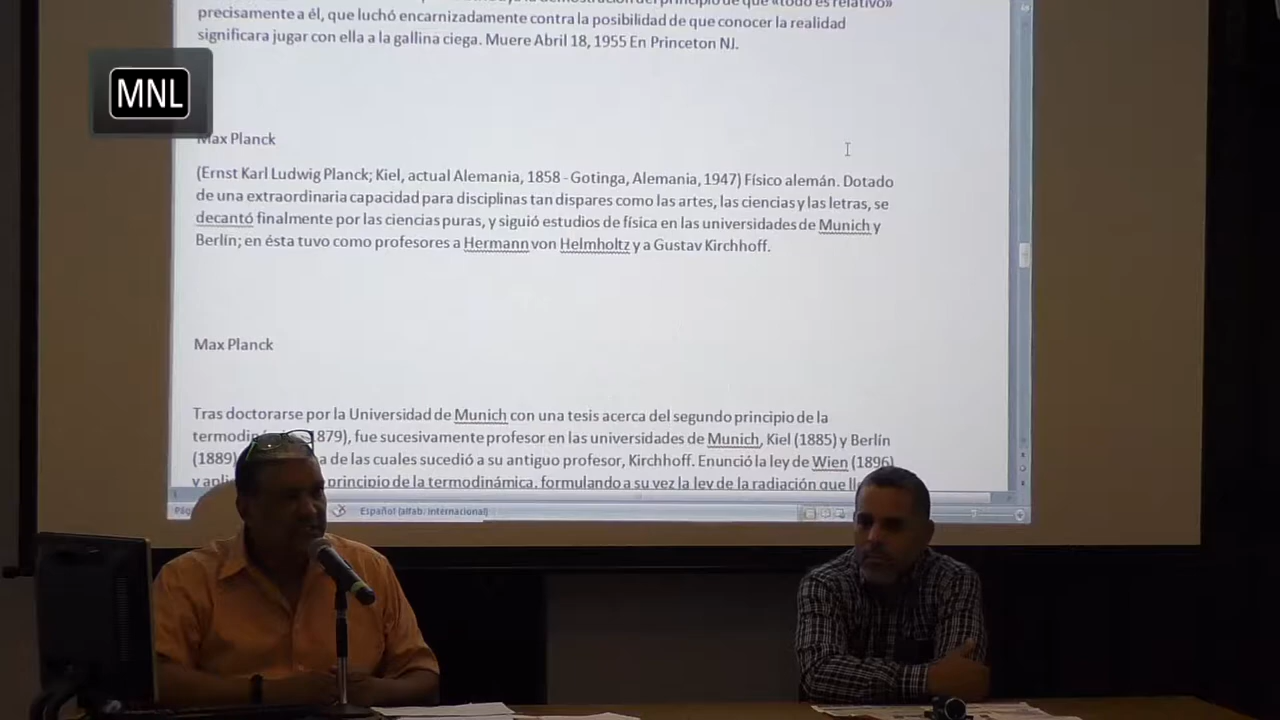 precisamente a él, que luchó encarnizadamente contra la posibilidad de que conocer la realidad
significara jugar con ella a la gallina ciega. Muere Abril 18, 1955 En Princeton NJ.
MNL
Max Planck
(Ernst Karl Ludwig Planck; Kiel, actual Alemania, 1858 - Gotinga, Alemania, 1947) Físico alemán. Dotado
de una extraordinaria capacidad para disciplinas tan dispares como las artes, las ciencias y las letras, se
decantó finalmente por las ciencias puras, y siguió estudios de física en las universidades de Munich y
Berlín; en ésta tuvo como profesores a Hermann von Helmholtz y a Gustav Kirchhoff.
Max Planck
Tras doctorarse por la Universidad de Munich con una tesis acerca del segundo principio de la
1879), fue sucesivamente profesor en las universidades de Munich, Kiel (1885) y Berlín
(1889) a de las cuales sucedió a su antiguo profesor, Kirchhoff. Enunció la ley de Wien (1896)
principio de la termodinámica, formulando a su vez la ley de la radiación que
Español (alfab. internacional)